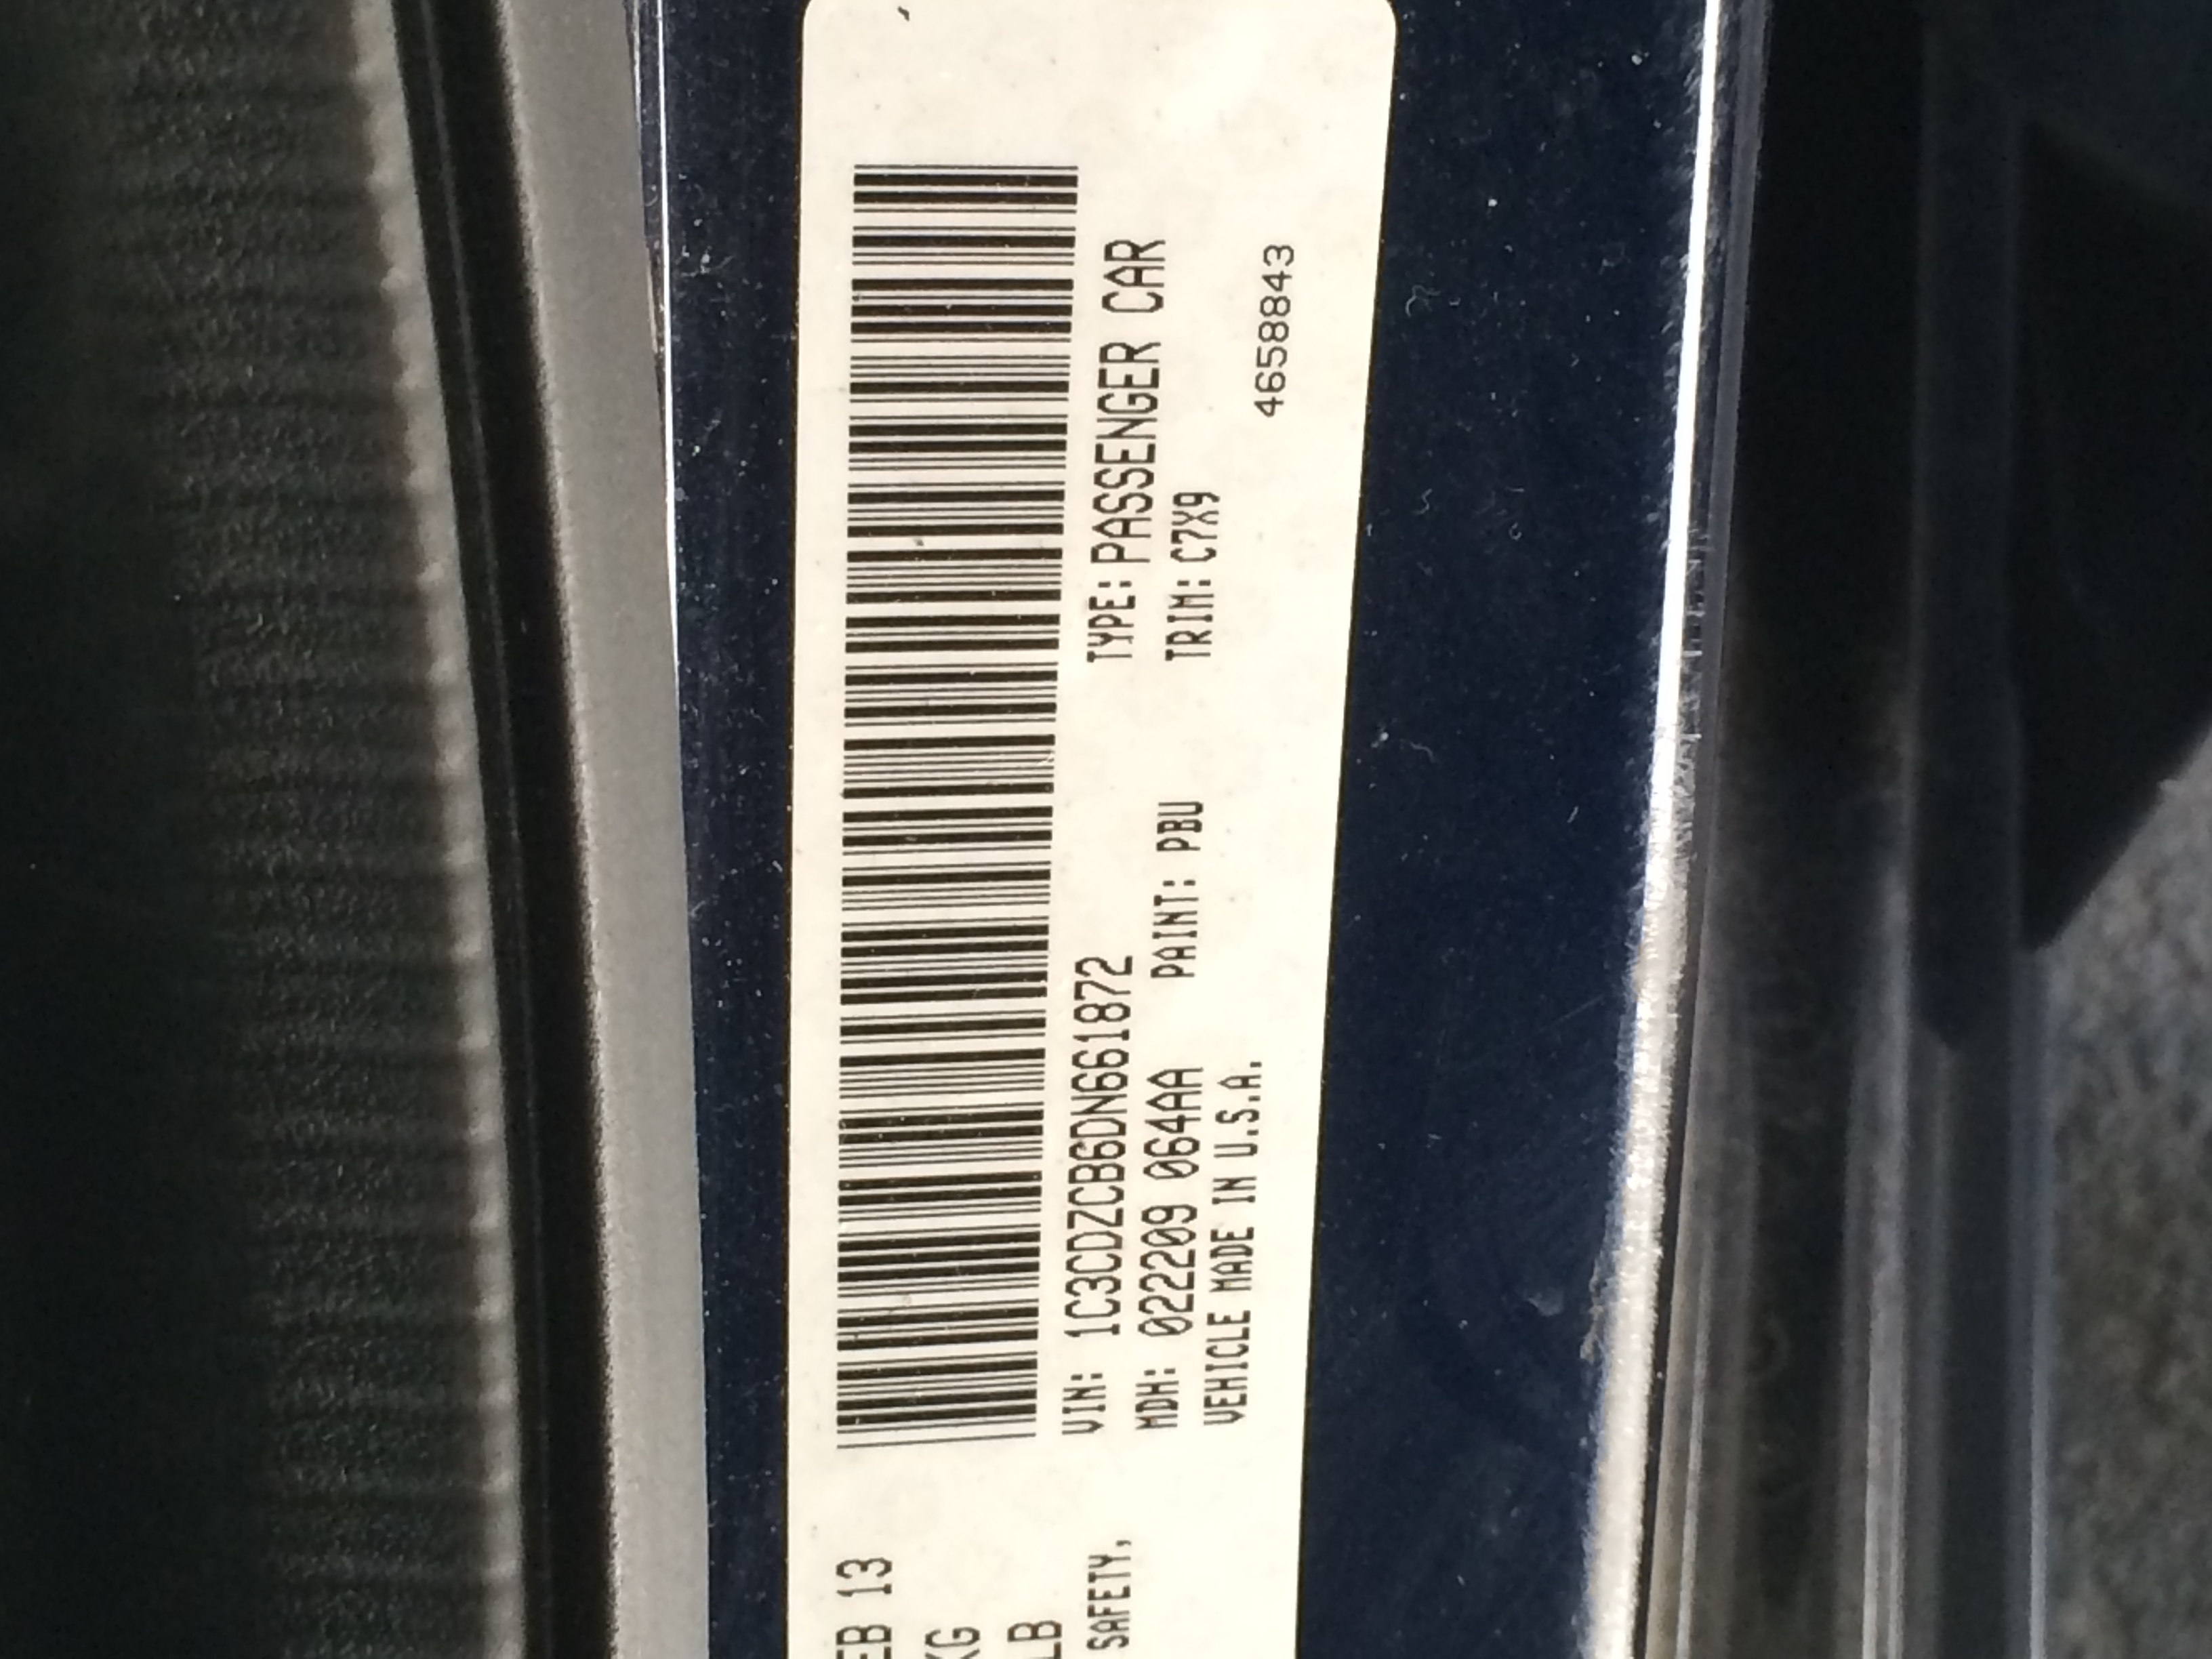 EB 13
KG
LB
SAFETY,
VIN: 1C3CDZCB6DN661872
TYPE: PASSENGER CAR
MDH: 022209 064AA
PAINT: PBU
TRIM: C7X9
VEHICLE MADE IN U.S.A.
4658843